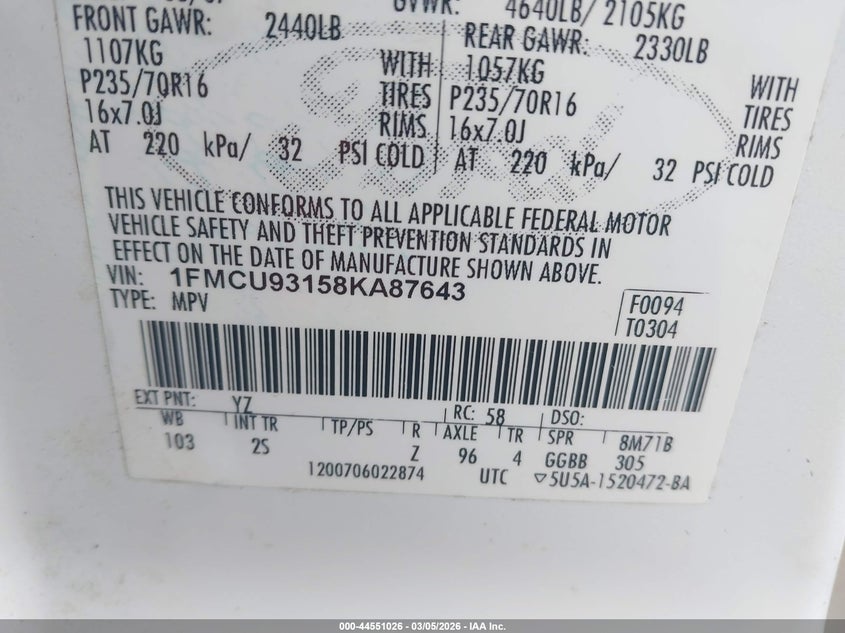 GVWR: 4640LB/ 2105KG
FRONT GAWR: 2440LB REAR GAWR: 2330LB
1107KG WITH 1057KG WITH
P235/70R16 TIRES P235/70R16 TIRES
16x7.0J RIMS 16x7.0J RIMS
AT 220 kPa/ 32 PSI COLD AT 220 kPa/ 32 PSI COLD
THIS VEHICLE CONFORMS TO ALL APPLICABLE FEDERAL MOTOR
VEHICLE SAFETY AND THEFT PREVENTION STANDARDS IN
EFFECT ON THE DATE OF MANUFACTURE SHOWN ABOVE.
VIN: 1FMCU93158KA87643
TYPE: MPV
F0094
T0304
EXT PNT: YZ RC: 58 DSO:
WB INT TR TP/PS R AXLE TR SPR 8M71B
103 2S Z 96 4 GGBB 305
1200706022874 UTC ▽5U5A-1520472-BA
000-44551026 - 03/05/2026 - IAA Inc.